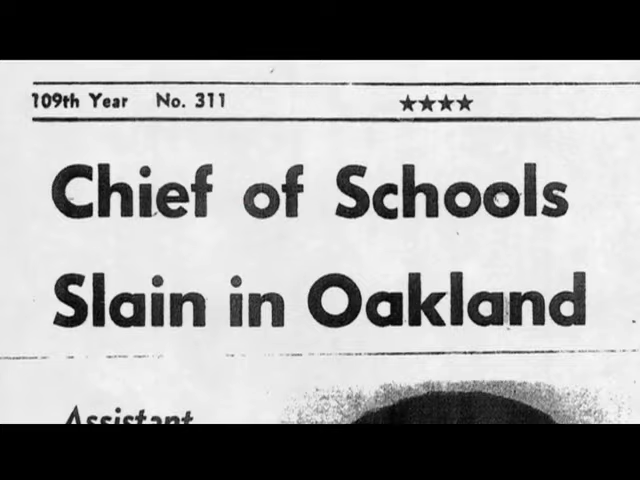 109th Year No. 311 ★★★★
Chief of Schools
Slain in Oakland
Assistant